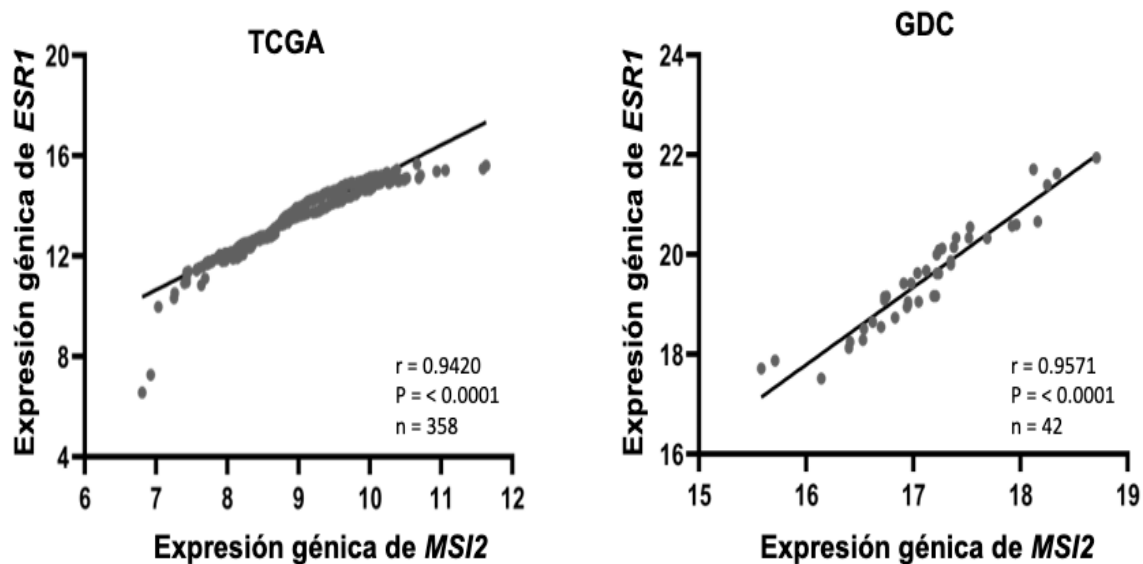 TCGA
Expresión génica de ESR1
20
16
12
8
4
r = 0.9420
P = < 0.0001
n = 358
6 7 8 9 10 11 12
Expresión génica de MSI2
GDC
Expresión génica de ESR1
24
22
20
18
16
r = 0.9571
P = < 0.0001
n = 42
15 16 17 18 19
Expresión génica de MSI2